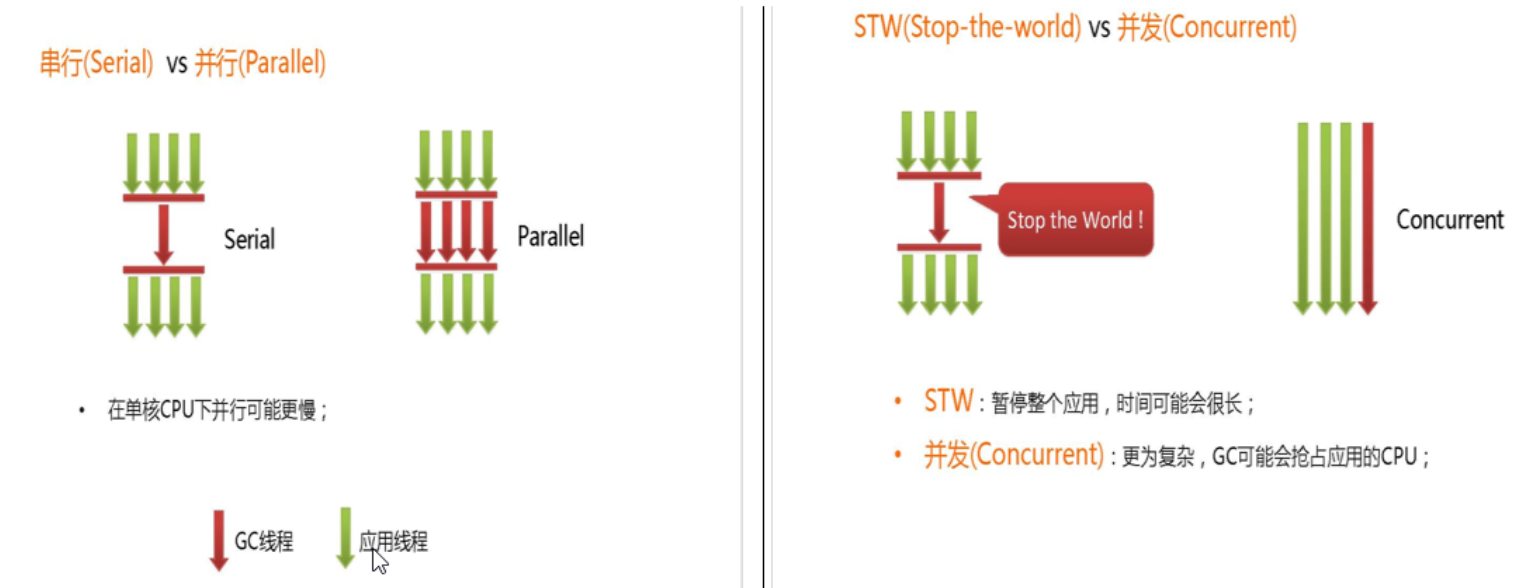 串行(Serial) vs 并行(Parallel)
Serial
Parallel
• 在单核CPU下并行可能更慢；
GC线程
应用线程
STW(Stop-the-world) vs 并发(Concurrent)
Stop the World !
Concurrent
• STW：暂停整个应用，时间可能会很长；
• 并发(Concurrent)：更为复杂，GC可能会抢占应用的CPU；